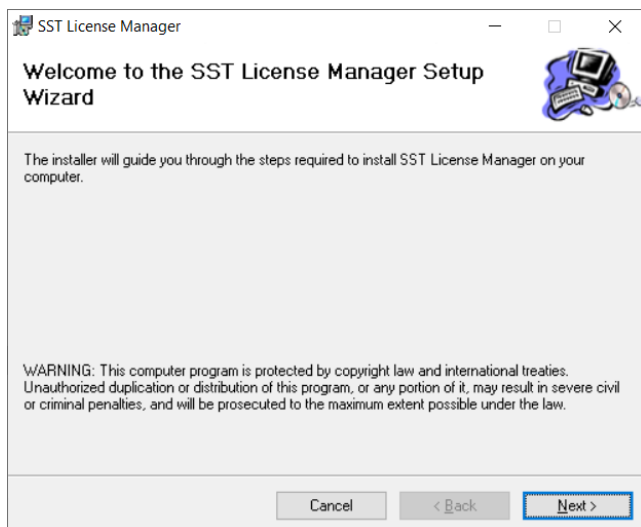 SST License Manager
Welcome to the SST License Manager Setup
Wizard
The installer will guide you through the steps required to install SST License Manager on your
computer.
WARNING: This computer program is protected by copyright law and international treaties.
Unauthorized duplication or distribution of this program, or any portion of it, may result in severe civil
or criminal penalties, and will be prosecuted to the maximum extent possible under the law.
Cancel
< Back
Next >